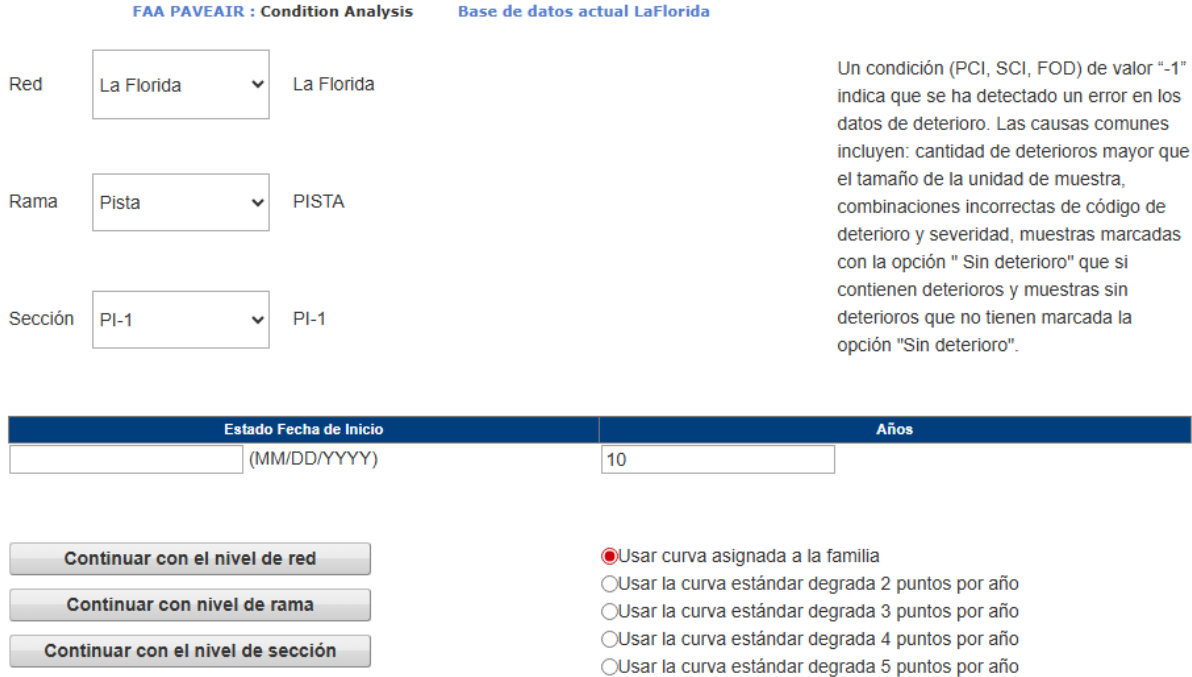 FAA PAVEAIR : Condition Analysis Base de datos actual LaFlorida
Red La Florida La Florida
Rama Pista PISTA
Sección PI-1 PI-1
Un condición (PCI, SCI, FOD) de valor “-1”
indica que se ha detectado un error en los
datos de deterioro. Las causas comunes
incluyen: cantidad de deterioros mayor que
el tamaño de la unidad de muestra,
combinaciones incorrectas de código de
deterioro y severidad, muestras marcadas
con la opción " Sin deterioro" que si
contienen deterioros y muestras sin
deterioros que no tienen marcada la
opción "Sin deterioro".
Estado Fecha de Inicio Años
(MM/DD/YYYY) 10
Continuar con el nivel de red
Continuar con nivel de rama
Continuar con el nivel de sección
Usar curva asignada a la familia
Usar la curva estándar degrada 2 puntos por año
Usar la curva estándar degrada 3 puntos por año
Usar la curva estándar degrada 4 puntos por año
Usar la curva estándar degrada 5 puntos por año